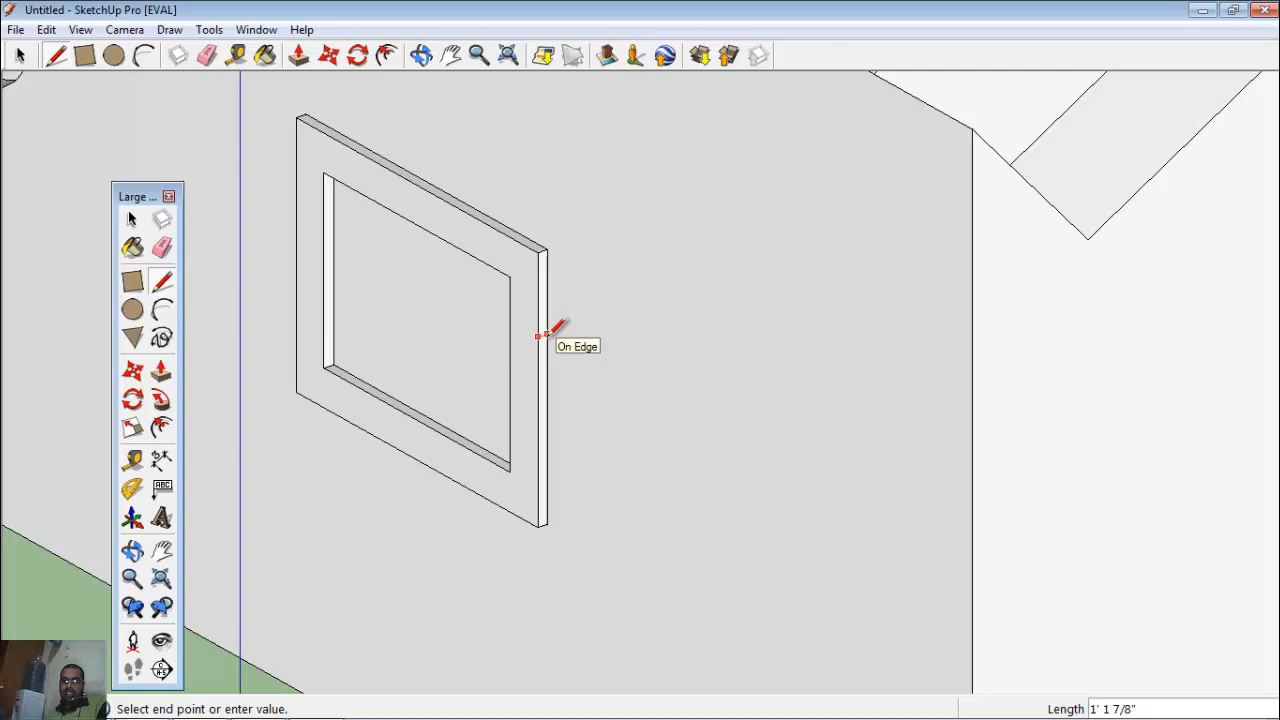 Untitled - SketchUp Pro [EVAL]
File Edit View Camera Draw Tools Window Help
Large ...
ABC
On Edge
Select end point or enter value.
Length 1' 1 7/8"